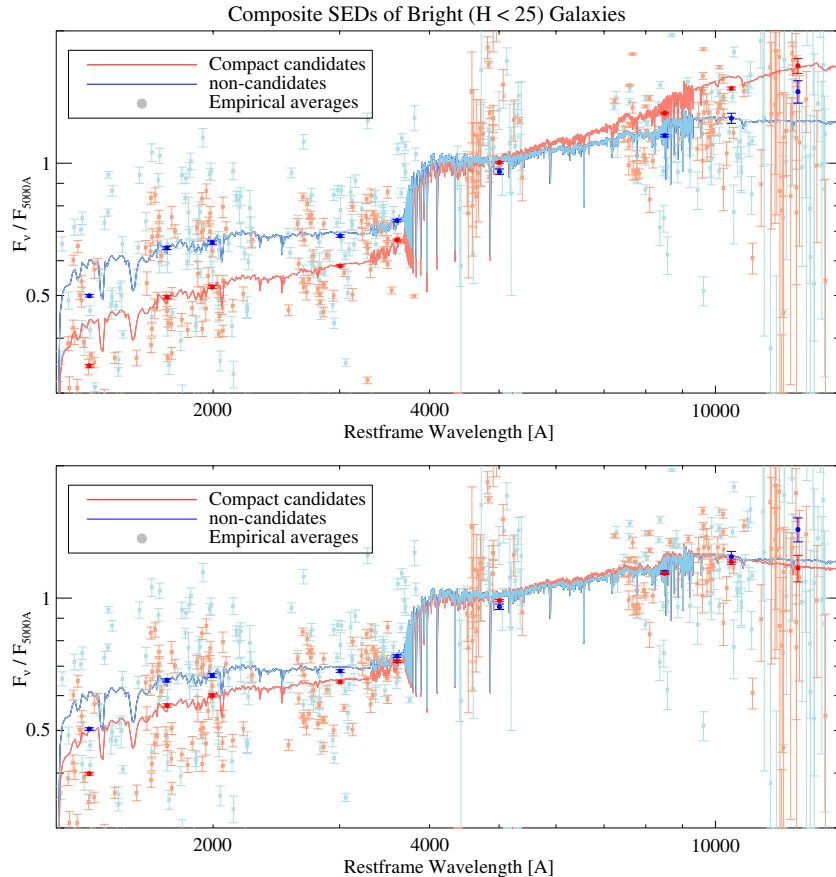 Composite SEDs of Bright (H < 25) Galaxies
Compact candidates
non-candidates
Empirical averages
1
0.5
F_ν / F_5000A
2000
4000
10000
Restframe Wavelength [A]
Compact candidates
non-candidates
Empirical averages
1
0.5
F_ν / F_5000A
2000
4000
10000
Restframe Wavelength [A]